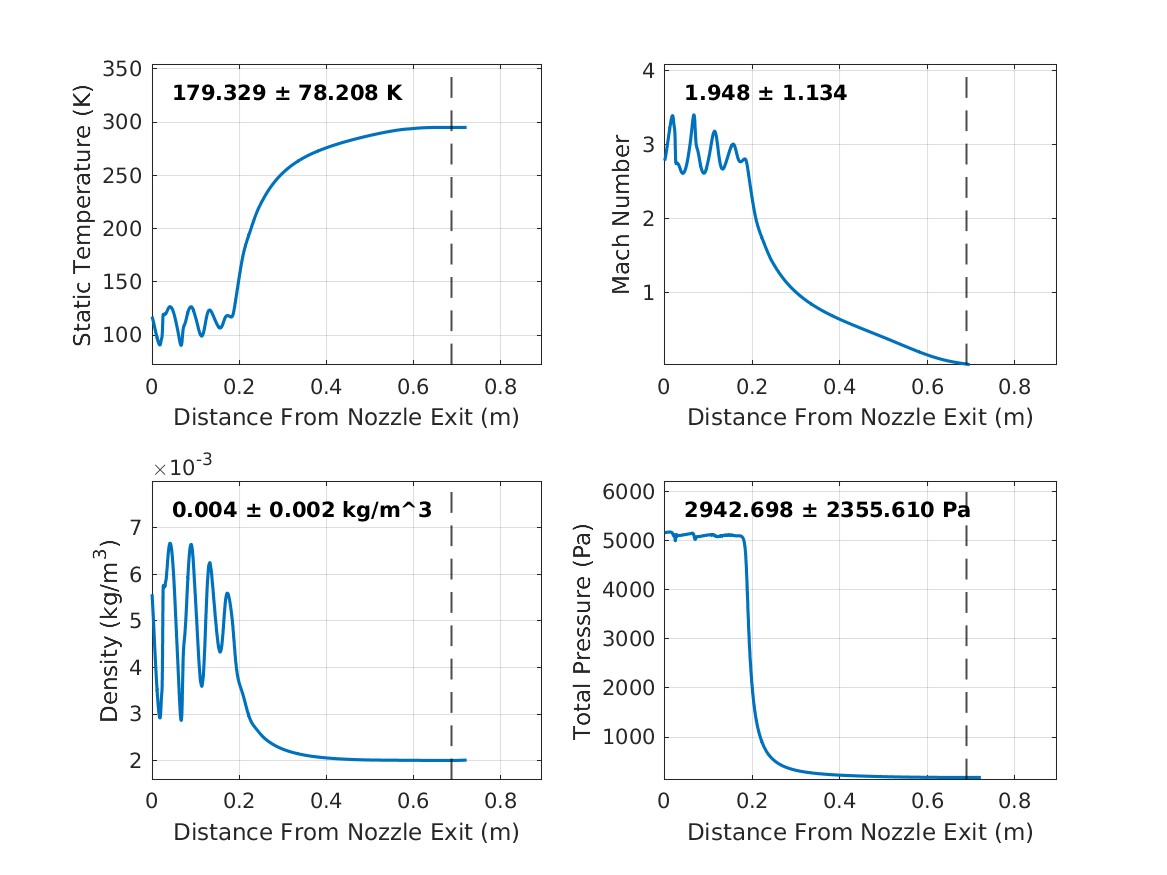 179.329 ± 78.208 K
Static Temperature (K)
350
300
250
200
150
100
0 0.2 0.4 0.6 0.8
Distance From Nozzle Exit (m)
1.948 ± 1.134
Mach Number
4
3
2
1
0 0.2 0.4 0.6 0.8
Distance From Nozzle Exit (m)
×10⁻³
0.004 ± 0.002 kg/m^3
Density (kg/m³)
7
6
5
4
3
2
0 0.2 0.4 0.6 0.8
Distance From Nozzle Exit (m)
2942.698 ± 2355.610 Pa
Total Pressure (Pa)
6000
5000
4000
3000
2000
1000
0 0.2 0.4 0.6 0.8
Distance From Nozzle Exit (m)